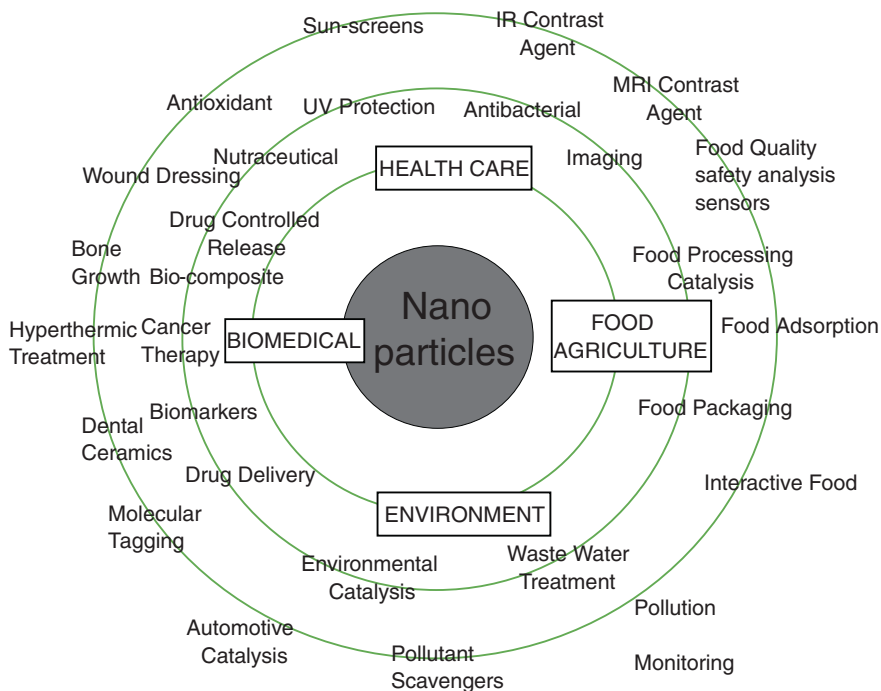 Sun-screens
IR Contrast
Agent
MRI Contrast
Agent
Antioxidant
UV Protection
Antibacterial
Nutraceutical
Imaging
Food Quality
safety analysis
sensors
HEALTH CARE
Wound Dressing
Drug Controlled
Release
Bone
Growth
Bio-composite
Food Processing
Catalysis
Hyperthermic
Treatment
Cancer
Therapy
BIOMEDICAL
Nano
particles
FOOD
AGRICULTURE
Food Adsorption
Biomarkers
Food Packaging
Dental
Ceramics
Drug Delivery
Interactive Food
Molecular
Tagging
ENVIRONMENT
Environmental
Catalysis
Waste Water
Treatment
Pollution
Monitoring
Automotive
Catalysis
Pollutant
Scavengers